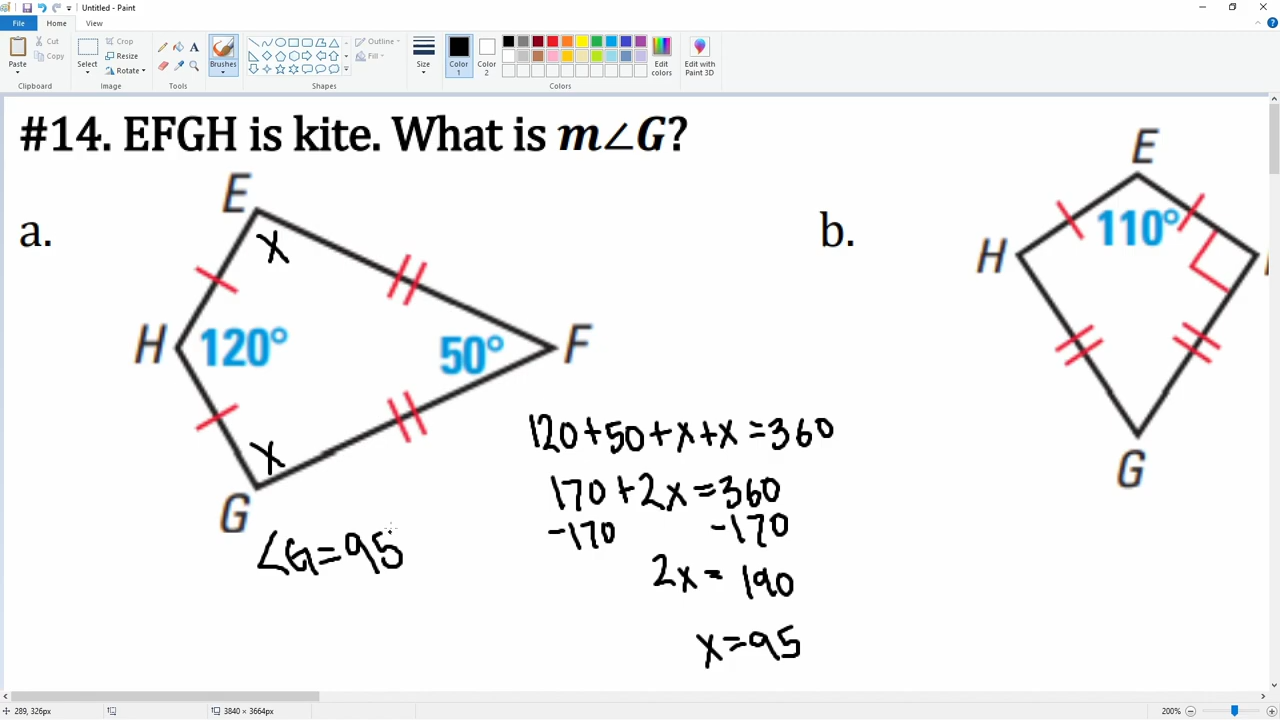 Untitled - Paint
File Home View
Paste
Cut
Copy
Clipboard
Select
Crop
Resize
Rotate
Image
Tools
Brushes
Outline
Fill
Shapes
Size
Color 1
Color 2
Edit colors
Colors
Edit with Paint 3D
#14. EFGH is kite. What is m∠G?
a.
E
x
H 120° 50° F
x
G
∠G=95
120+50+x+x=360
170+2x=360
-170 -170
2x=190
x=95
b.
E
110°
H
G
289, 326px
3840 × 3664px
200%